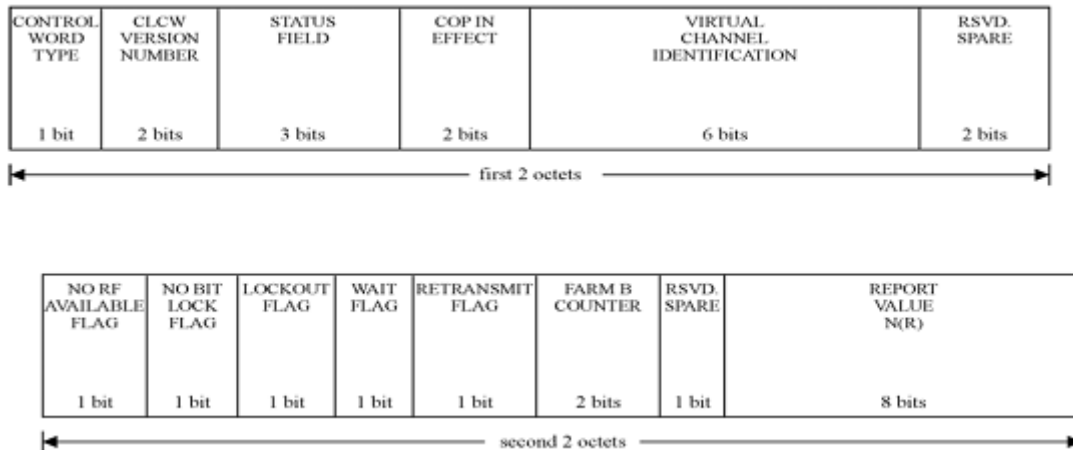 CONTROL WORD TYPE
1 bit
CLCW VERSION NUMBER
2 bits
STATUS FIELD
3 bits
COP IN EFFECT
2 bits
VIRTUAL CHANNEL IDENTIFICATION
6 bits
RSVD. SPARE
2 bits
first 2 octets
NO RF AVAILABLE FLAG
1 bit
NO BIT LOCK FLAG
1 bit
LOCKOUT FLAG
1 bit
WAIT FLAG
1 bit
RETRANSMIT FLAG
1 bit
FARM B COUNTER
2 bits
RSVD. SPARE
1 bit
REPORT VALUE N(R)
8 bits
second 2 octets